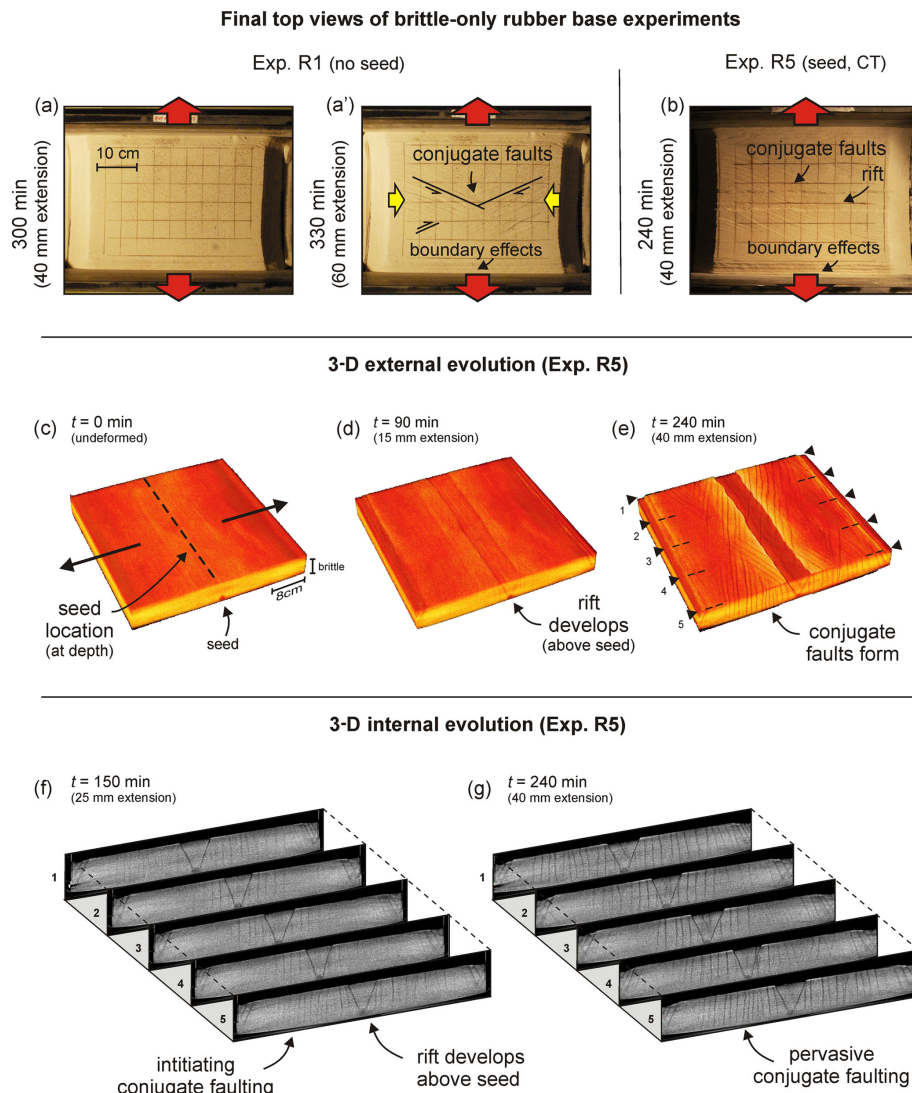 Final top views of brittle-only rubber base experiments
Exp. R1 (no seed)
Exp. R5 (seed, CT)
(a)
300 min
(40 mm extension)
10 cm
(a')
330 min
(60 mm extension)
conjugate faults
boundary effects
(b)
240 min
(40 mm extension)
conjugate faults
rift
boundary effects
3-D external evolution (Exp. R5)
(c)
t = 0 min
(undeformed)
brittle
8cm
seed
location
(at depth)
seed
(d)
t = 90 min
(15 mm extension)
rift
develops
(above seed)
(e)
t = 240 min
(40 mm extension)
1
2
3
4
5
conjugate
faults form
3-D internal evolution (Exp. R5)
(f)
t = 150 min
(25 mm extension)
1
2
3
4
5
intitiating
conjugate faulting
rift develops
above seed
(g)
t = 240 min
(40 mm extension)
1
2
3
4
5
pervasive
conjugate faulting